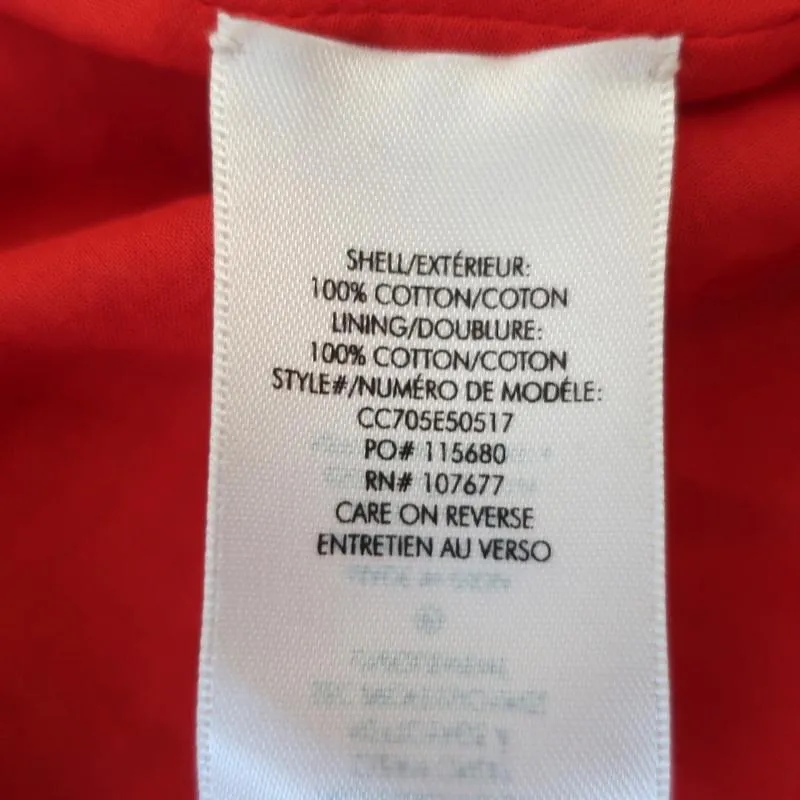 SHELL/EXTÉRIEUR:
100% COTTON/COTON
LINING/DOUBLURE:
100% COTTON/COTON
STYLE#/NUMÉRO DE MODÉLE:
CC705E50517
PO# 115680
RN# 107677
CARE ON REVERSE
ENTRETIEN AU VERSO